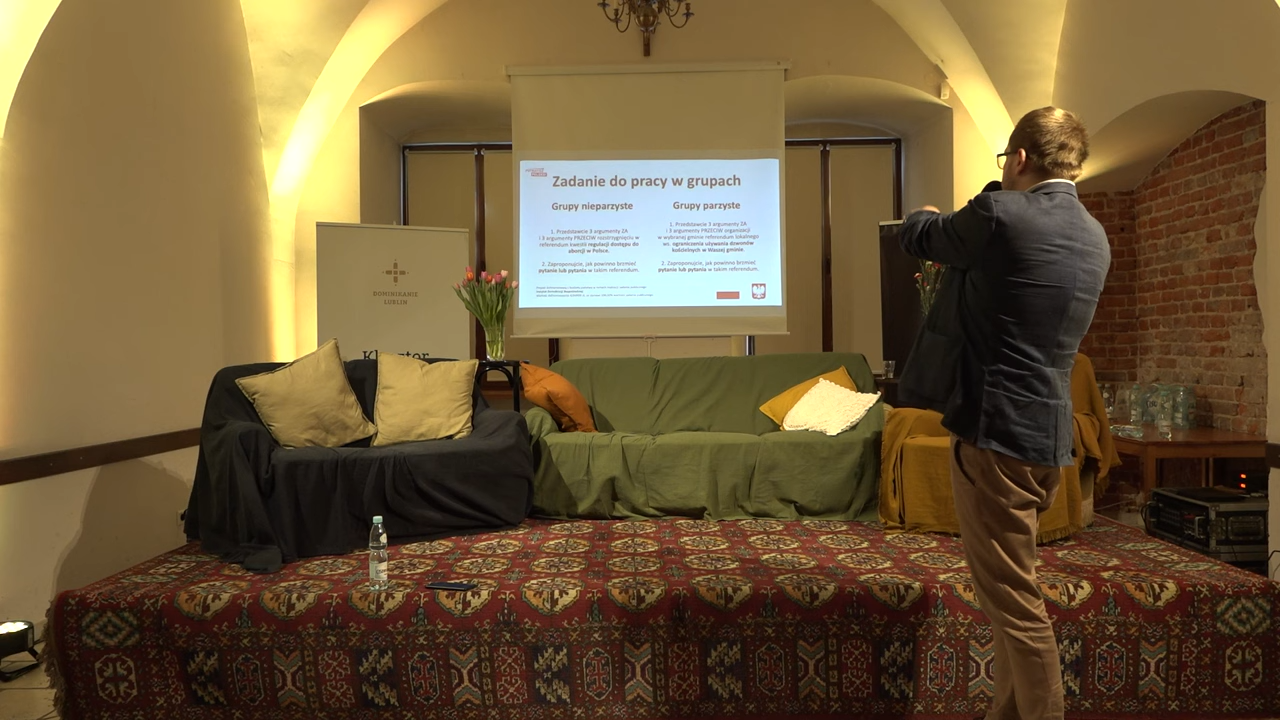 Zadanie do pracy w grupach
Grupy nieparzyste
1. Przedstawcie 3 argumenty ZA
i 3 argumenty PRZECIW rozstrzygnięciu w
referendum kwestii regulacji dostępu do
aborcji w Polsce.
2. Zaproponujcie, jak powinno brzmieć
pytanie lub pytania w takim referendum.
Grupy parzyste
1. Przedstawcie 3 argumenty ZA
i 3 argumenty PRZECIW organizacji
w wybranej gminie referendum lokalnego
ws. ograniczenia używania dzwonów
kościelnych w Waszej gminie.
2. Zaproponujcie, jak powinno brzmieć
pytanie lub pytania w takim referendum.
DOMINIKANIE
LUBLIN
Klasztor